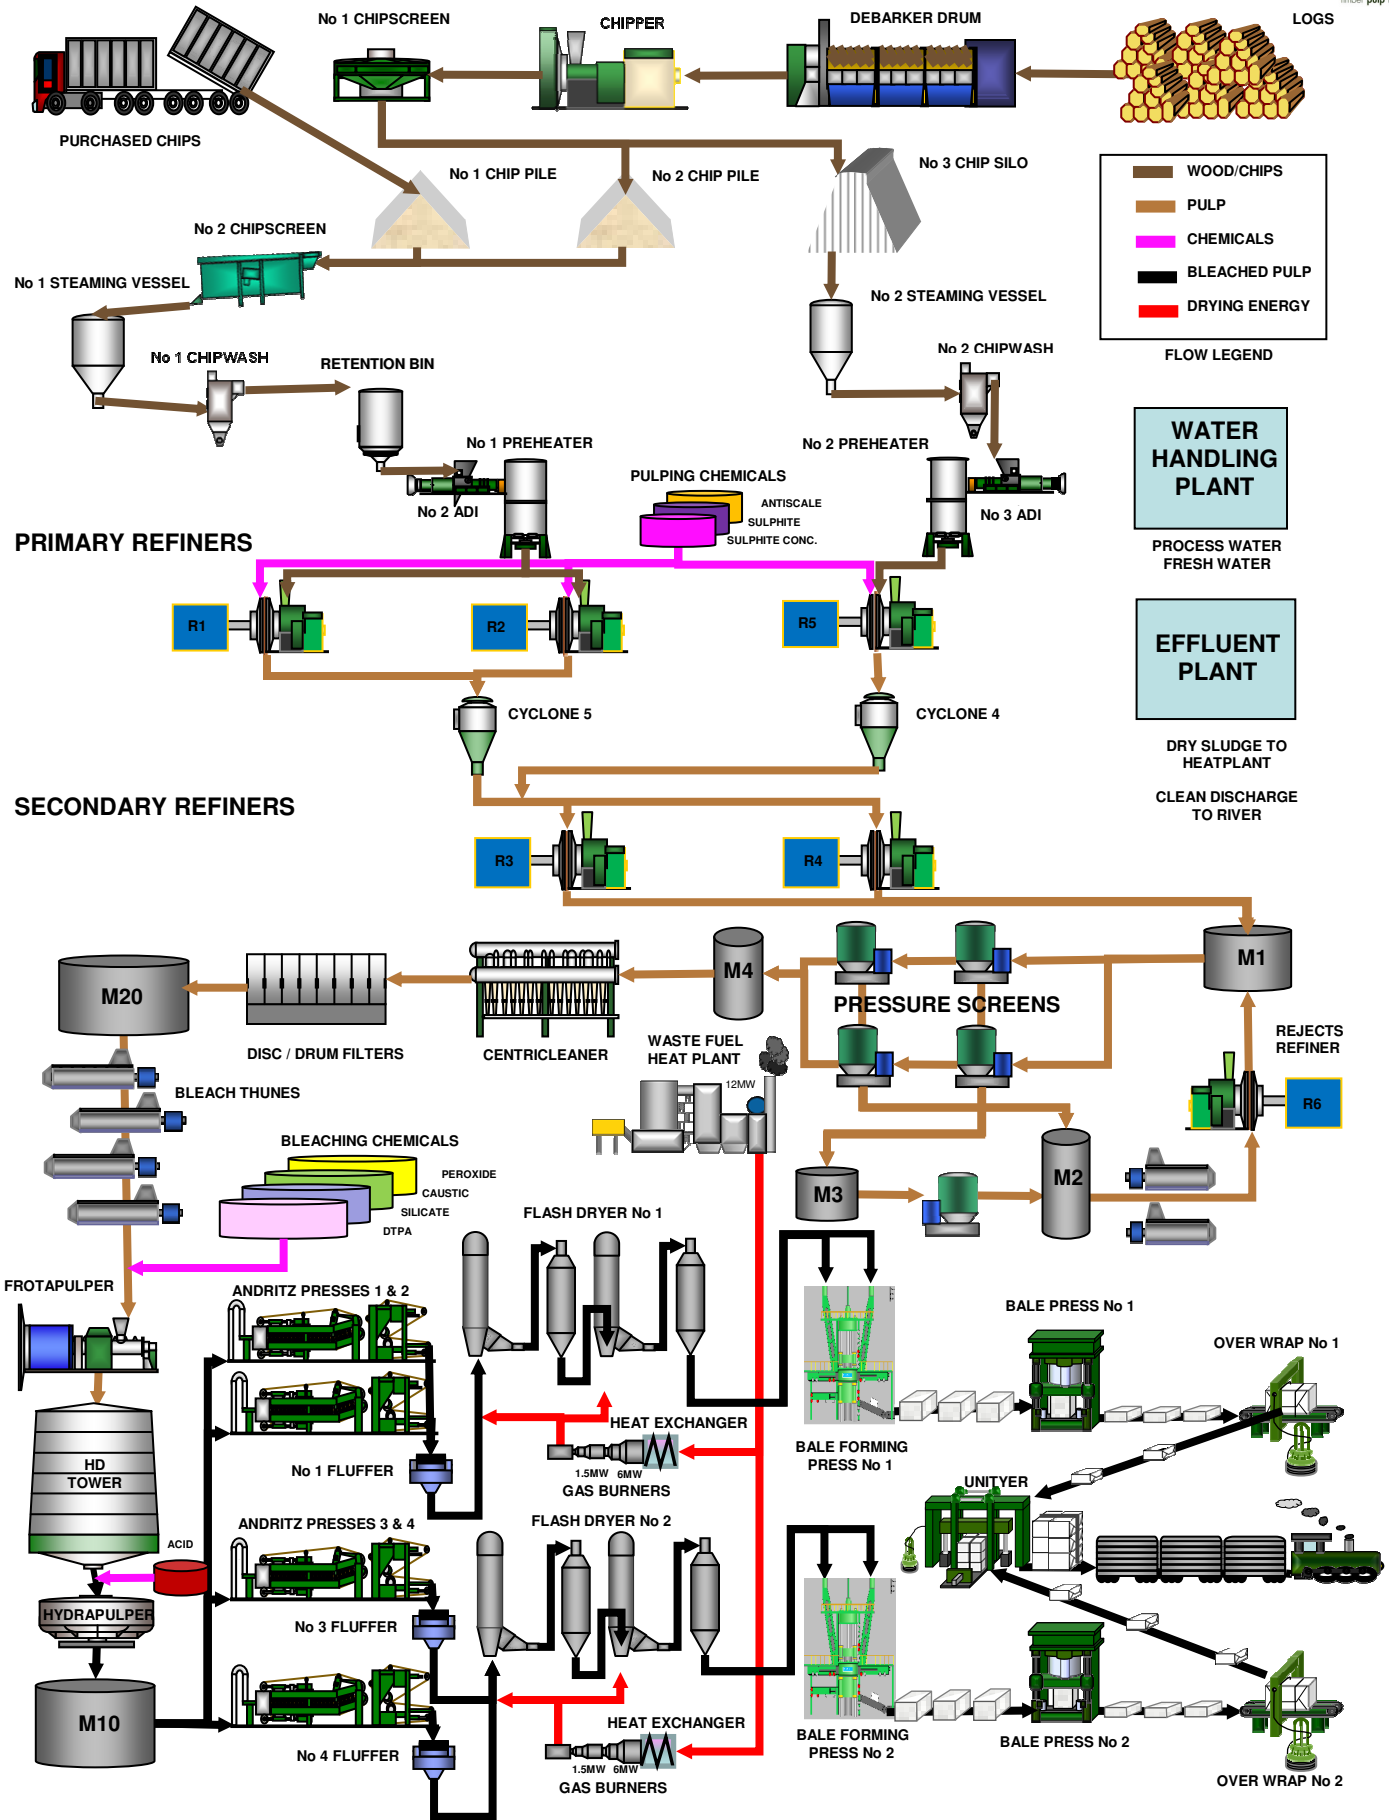 timber pulp
LOGS
No 1 CHIPSCREEN
CHIPPER
DEBARKER DRUM
PURCHASED CHIPS
No 1 CHIP PILE
No 2 CHIP PILE
No 3 CHIP SILO
WOOD/CHIPS
PULP
CHEMICALS
BLEACHED PULP
DRYING ENERGY
FLOW LEGEND
No 2 CHIPSCREEN
No 1 STEAMING VESSEL
No 2 STEAMING VESSEL
No 1 CHIPWASH
RETENTION BIN
No 2 CHIPWASH
No 1 PREHEATER
No 2 PREHEATER
PULPING CHEMICALS
ANTISCALE
SULPHITE
SULPHITE CONC.
No 2 ADI
No 3 ADI
WATER
HANDLING
PLANT
PROCESS WATER
FRESH WATER
PRIMARY REFINERS
R1
R2
R5
EFFLUENT
PLANT
CYCLONE 5
CYCLONE 4
DRY SLUDGE TO
HEATPLANT
CLEAN DISCHARGE
TO RIVER
SECONDARY REFINERS
R3
R4
M20
M4
M1
PRESSURE SCREENS
DISC / DRUM FILTERS
CENTRICLEANER
WASTE FUEL
HEAT PLANT
12MW
REJECTS
REFINER
R6
BLEACH THUNES
BLEACHING CHEMICALS
PEROXIDE
CAUSTIC
SILICATE
DTPA
M3
M2
FLASH DRYER No 1
FROTAPULPER
ANDRITZ PRESSES 1 & 2
BALE PRESS No 1
OVER WRAP No 1
HEAT EXCHANGER
1.5MW
6MW
GAS BURNERS
BALE FORMING
PRESS No 1
HD
TOWER
No 1 FLUFFER
UNITYER
ANDRITZ PRESSES 3 & 4
FLASH DRYER No 2
ACID
HYDRAPULPER
No 3 FLUFFER
M10
No 4 FLUFFER
HEAT EXCHANGER
1.5MW
6MW
GAS BURNERS
BALE FORMING
PRESS No 2
BALE PRESS No 2
OVER WRAP No 2